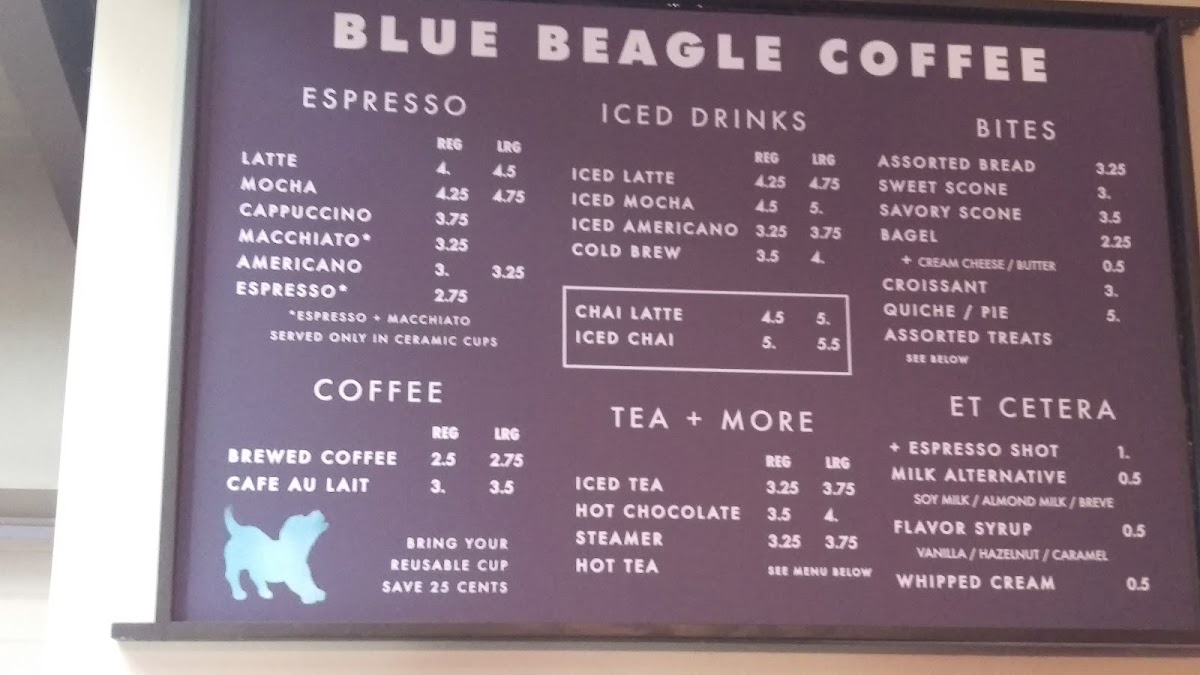 BLUE BEAGLE COFFEE
ESPRESSO
REG LRG
LATTE 4. 4.5
MOCHA 4.25 4.75
CAPPUCCINO 3.75
MACCHIATO* 3.25
AMERICANO 3. 3.25
ESPRESSO* 2.75
*ESPRESSO + MACCHIATO
SERVED ONLY IN CERAMIC CUPS
COFFEE
REG LRG
BREWED COFFEE 2.5 2.75
CAFE AU LAIT 3. 3.5
BRING YOUR
REUSABLE CUP
SAVE 25 CENTS
ICED DRINKS
REG LRG
ICED LATTE 4.25 4.75
ICED MOCHA 4.5 5.
ICED AMERICANO 3.25 3.75
COLD BREW 3.5 4.
CHAI LATTE 4.5 5.
ICED CHAI 5. 5.5
TEA + MORE
REG LRG
ICED TEA 3.25 3.75
HOT CHOCOLATE 3.5 4.
STEAMER 3.25 3.75
HOT TEA SEE MENU BELOW
BITES
ASSORTED BREAD 3.25
SWEET SCONE 3.
SAVORY SCONE 3.5
BAGEL 2.25
+ CREAM CHEESE / BUTTER 0.5
CROISSANT 3.
QUICHE / PIE 5.
ASSORTED TREATS
SEE BELOW
ET CETERA
+ ESPRESSO SHOT 1.
MILK ALTERNATIVE 0.5
SOY MILK / ALMOND MILK / BREVE
FLAVOR SYRUP 0.5
VANILLA / HAZELNUT / CARAMEL
WHIPPED CREAM 0.5